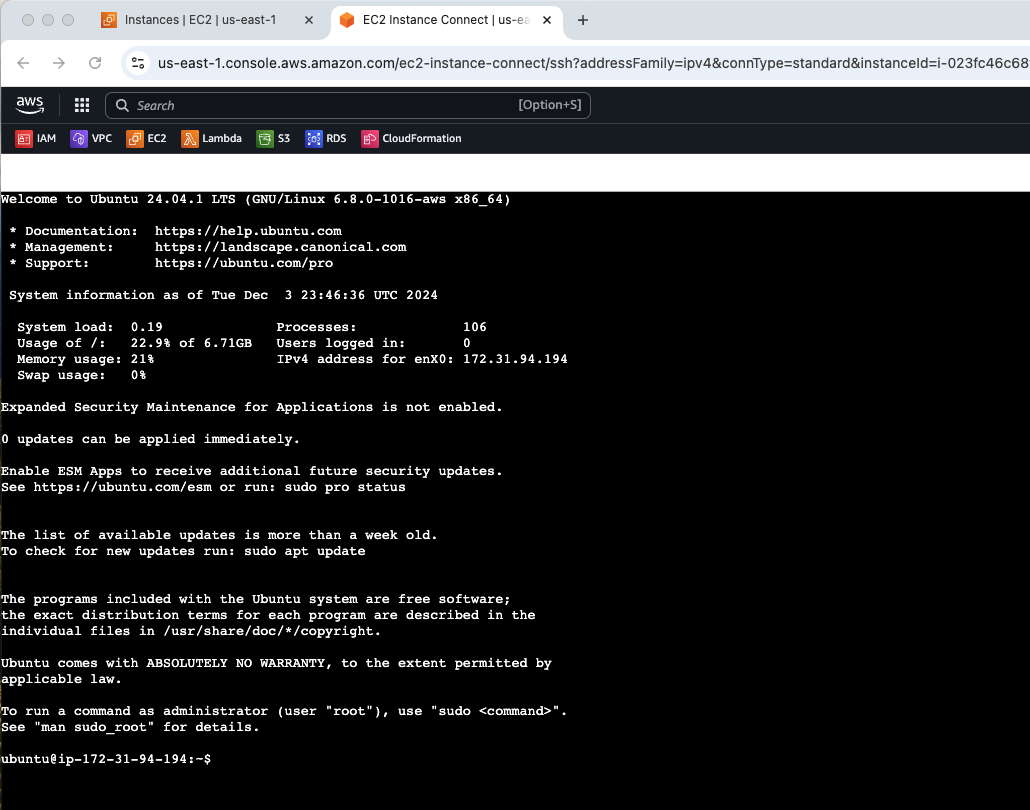 Instances | EC2 | us-east-1
EC2 Instance Connect | us-ea
us-east-1.console.aws.amazon.com/ec2-instance-connect/ssh?addressFamily=ipv4&connType=standard&instanceId=i-023fc46c68
aws
Search [Option+S]
IAM VPC EC2 Lambda S3 RDS CloudFormation
Welcome to Ubuntu 24.04.1 LTS (GNU/Linux 6.8.0-1016-aws x86_64)
* Documentation: https://help.ubuntu.com
* Management: https://landscape.canonical.com
* Support: https://ubuntu.com/pro
System information as of Tue Dec  3 23:46:36 UTC 2024
System load: 0.19 Processes: 106
Usage of /: 22.9% of 6.71GB Users logged in: 0
Memory usage: 21% IPv4 address for enX0: 172.31.94.194
Swap usage: 0%
Expanded Security Maintenance for Applications is not enabled.
0 updates can be applied immediately.
Enable ESM Apps to receive additional future security updates.
See https://ubuntu.com/esm or run: sudo pro status
The list of available updates is more than a week old.
To check for new updates run: sudo apt update
The programs included with the Ubuntu system are free software;
the exact distribution terms for each program are described in the
individual files in /usr/share/doc/*/copyright.
Ubuntu comes with ABSOLUTELY NO WARRANTY, to the extent permitted by
applicable law.
To run a command as administrator (user "root"), use "sudo <command>".
See "man sudo_root" for details.
ubuntu@ip-172-31-94-194:~$